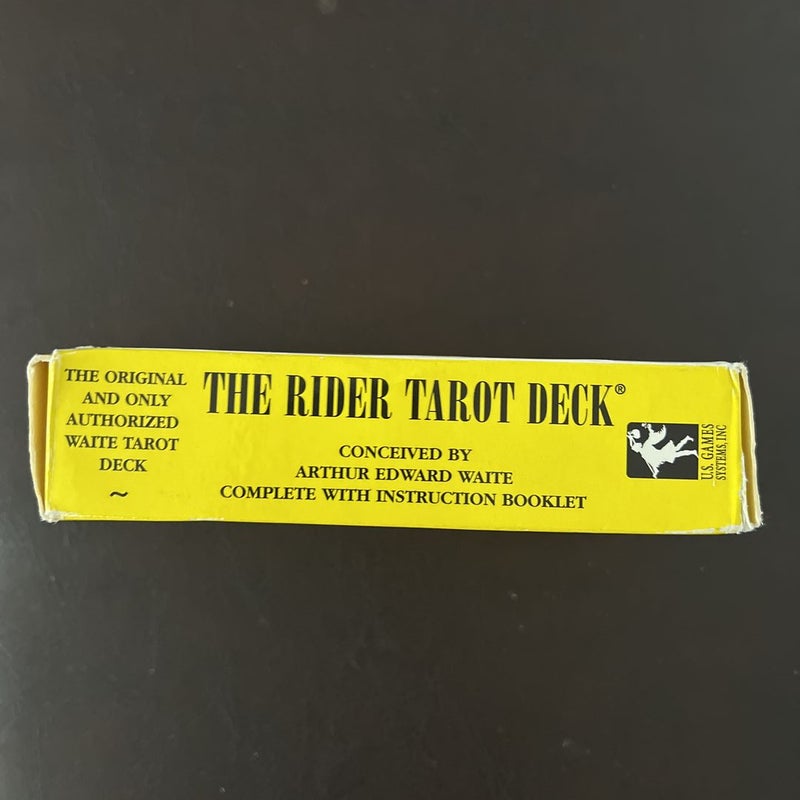 THE ORIGINAL
AND ONLY
AUTHORIZED
WAITE TAROT
DECK
~
THE RIDER TAROT DECK®
CONCEIVED BY
ARTHUR EDWARD WAITE
COMPLETE WITH INSTRUCTION BOOKLET
U.S. GAMES
SYSTEMS, INC